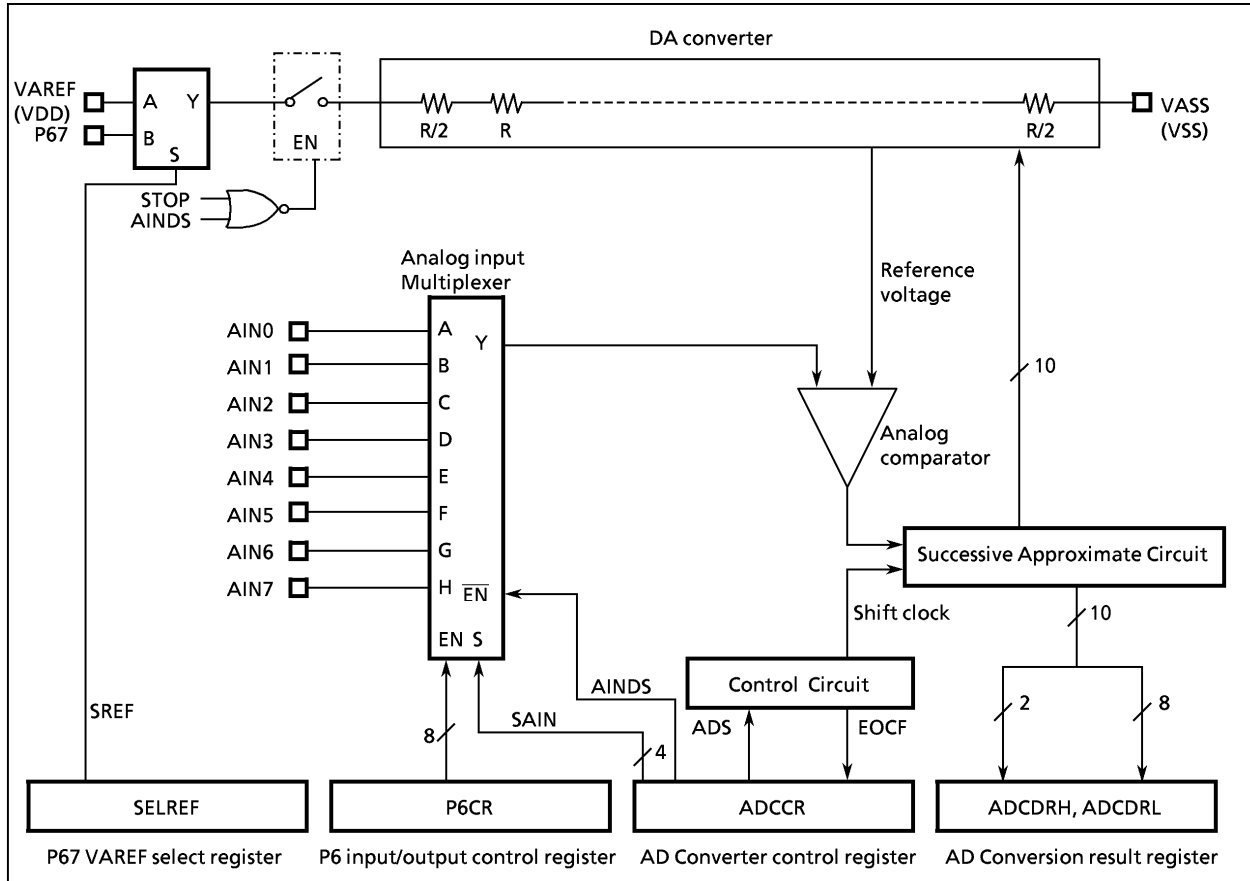 DA converter
VAREF
(VDD)
P67
A Y
B
S
EN
R/2
R
R/2
VASS
(VSS)
STOP
AINDS
Analog input
Multiplexer
Reference
voltage
AIN0
AIN1
AIN2
AIN3
AIN4
AIN5
AIN6
AIN7
A
B
C
D
E
F
G
H
Y
EN
EN S
10
Analog
comparator
Successive Approximate Circuit
Shift clock
10
Control Circuit
AINDS
SREF
SAIN
8
4
ADS
EOCF
2
8
SELREF
P6CR
ADCCR
ADCDRH, ADCDRL
P67 VAREF select register
P6 input/output control register
AD Converter control register
AD Conversion result register